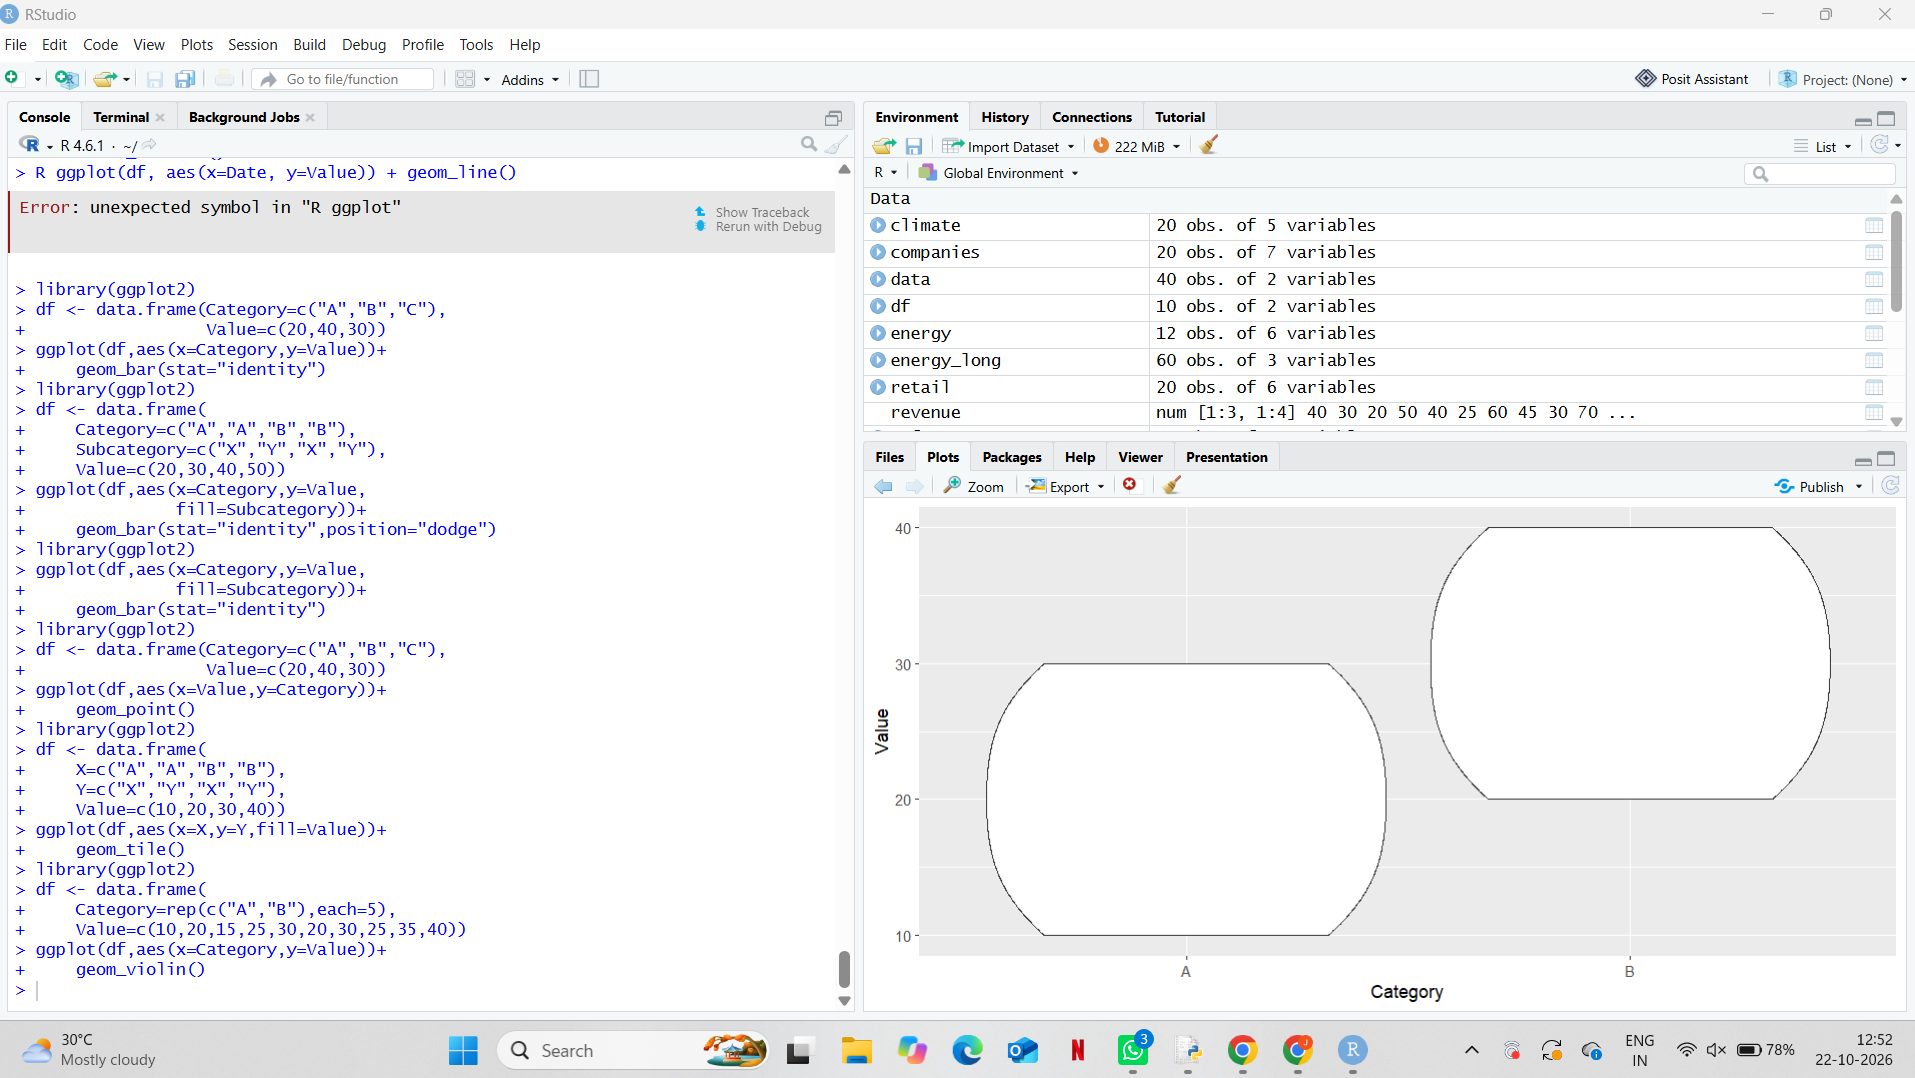 RStudio
File Edit Code View Plots Session Build Debug Profile Tools Help
Go to file/function Addins Posit Assistant Project: (None)
Console Terminal Background Jobs
R 4.6.1 · ~/
> R ggplot(df, aes(x=Date, y=Value)) + geom_line()
Error: unexpected symbol in "R ggplot"
Show Traceback
Rerun with Debug
> library(ggplot2)
> df <- data.frame(Category=c("A","B","C"),
+ Value=c(20,40,30))
> ggplot(df,aes(x=Category,y=Value))+
+ geom_bar(stat="identity")
> library(ggplot2)
> df <- data.frame(
+ Category=c("A","A","B","B"),
+ Subcategory=c("X","Y","X","Y"),
+ Value=c(20,30,40,50))
> ggplot(df,aes(x=Category,y=Value,
+ fill=Subcategory))+
+ geom_bar(stat="identity",position="dodge")
> library(ggplot2)
> ggplot(df,aes(x=Category,y=Value,
+ fill=Subcategory))+
+ geom_bar(stat="identity")
> library(ggplot2)
> df <- data.frame(Category=c("A","B","C"),
+ Value=c(20,40,30))
> ggplot(df,aes(x=Value,y=Category))+
+ geom_point()
> library(ggplot2)
> df <- data.frame(
+ X=c("A","A","B","B"),
+ Y=c("X","Y","X","Y"),
+ Value=c(10,20,30,40))
> ggplot(df,aes(x=X,y=Y,fill=Value))+
+ geom_tile()
> library(ggplot2)
> df <- data.frame(
+ Category=rep(c("A","B"),each=5),
+ Value=c(10,20,15,25,30,20,30,25,35,40))
> ggplot(df,aes(x=Category,y=Value))+
+ geom_violin()
>
Environment History Connections Tutorial
Import Dataset 222 MiB List
R Global Environment
Data
climate 20 obs. of 5 variables
companies 20 obs. of 7 variables
data 40 obs. of 2 variables
df 10 obs. of 2 variables
energy 12 obs. of 6 variables
energy_long 60 obs. of 3 variables
retail 20 obs. of 6 variables
revenue num [1:3, 1:4] 40 30 20 50 40 25 60 45 30 70 ...
Files Plots Packages Help Viewer Presentation
Zoom Export Publish
40
30
20
10
Value
A B
Category
30°C
Mostly cloudy
Search
3
ENG
IN
78%
12:52
22-10-2026